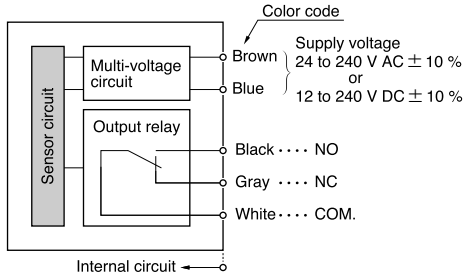 Color code
Sensor circuit
Multi-voltage
circuit
Brown
Blue
Supply voltage
24 to 240 V AC ± 10 %
or
12 to 240 V DC ± 10 %
Output relay
Black ···· NO
Gray ···· NC
White ···· COM.
Internal circuit